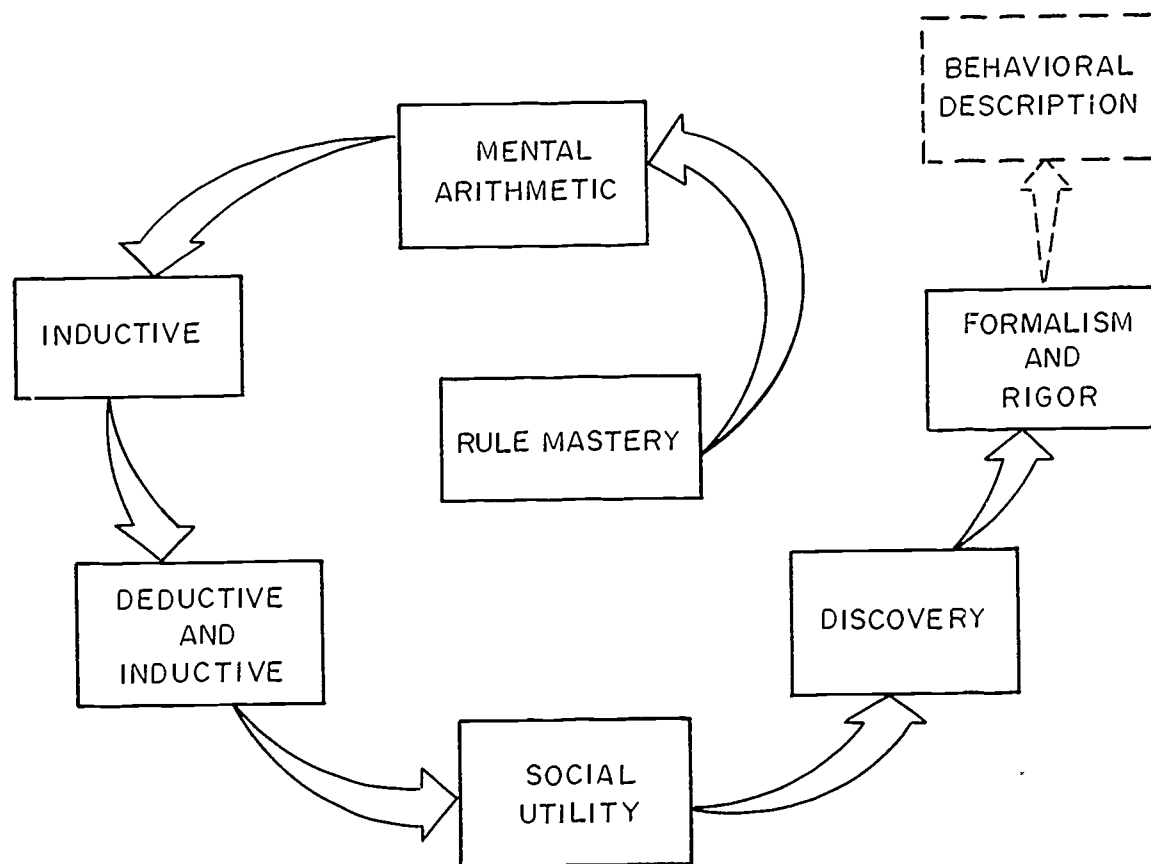 BEHAVIORAL
DESCRIPTION
MENTAL
ARITHMETIC
INDUCTIVE
FORMALISM
AND
RIGOR
RULE MASTERY
DEDUCTIVE
AND
INDUCTIVE
DISCOVERY
SOCIAL
UTILITY